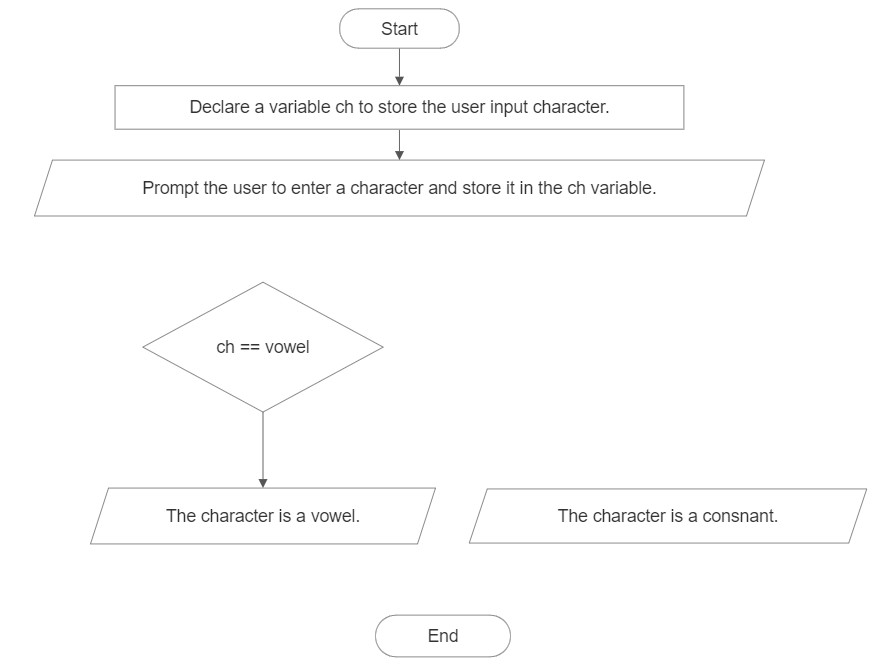 Start
Declare a variable ch to store the user input character.
Prompt the user to enter a character and store it in the ch variable.
ch == vowel
The character is a vowel.
The character is a consnant.
End